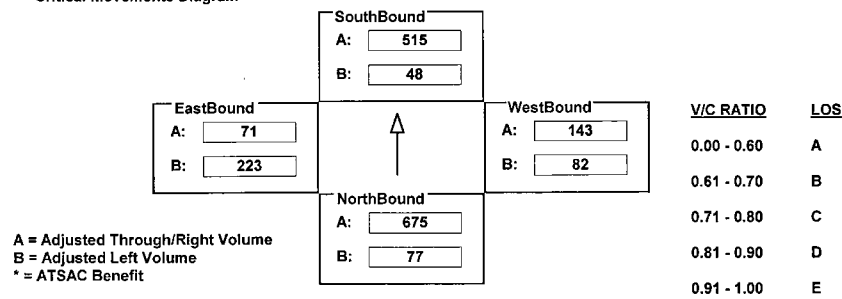 Critical Movements Diagram
SouthBound
A: 515
B: 48
EastBound
A: 71
B: 223
WestBound
A: 143
B: 82
NorthBound
A: 675
B: 77
A = Adjusted Through/Right Volume
B = Adjusted Left Volume
* = ATSAC Benefit
V/C RATIO LOS
0.00 - 0.60 A
0.61 - 0.70 B
0.71 - 0.80 C
0.81 - 0.90 D
0.91 - 1.00 E